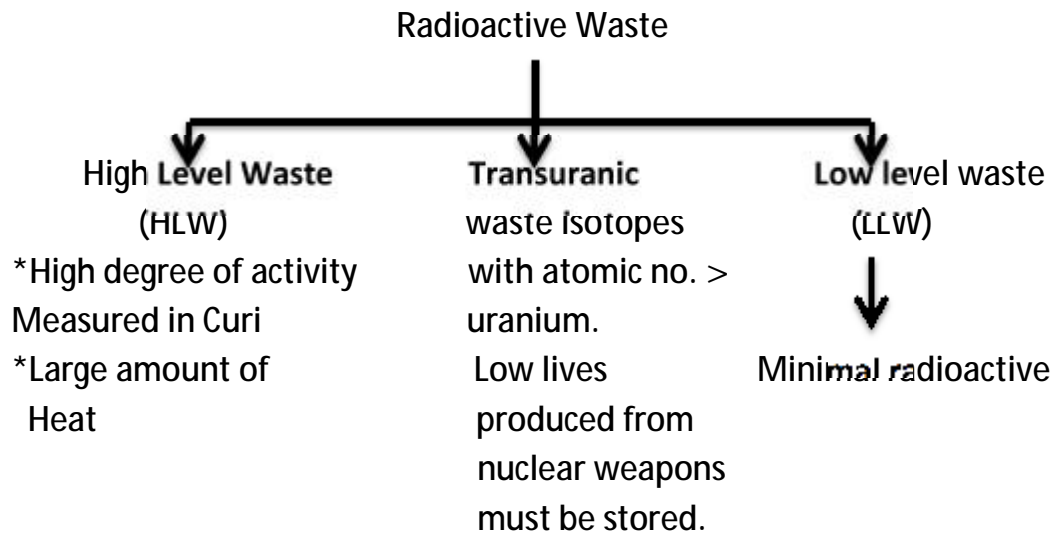 Radioactive Waste
High Level Waste
(HLW)
*High degree of activity
Measured in Curi
*Large amount of
Heat
Transuranic
waste isotopes
with atomic no. >
uranium.
Low lives
produced from
nuclear weapons
must be stored.
Low level waste
(LLW)
Minimal radioactive